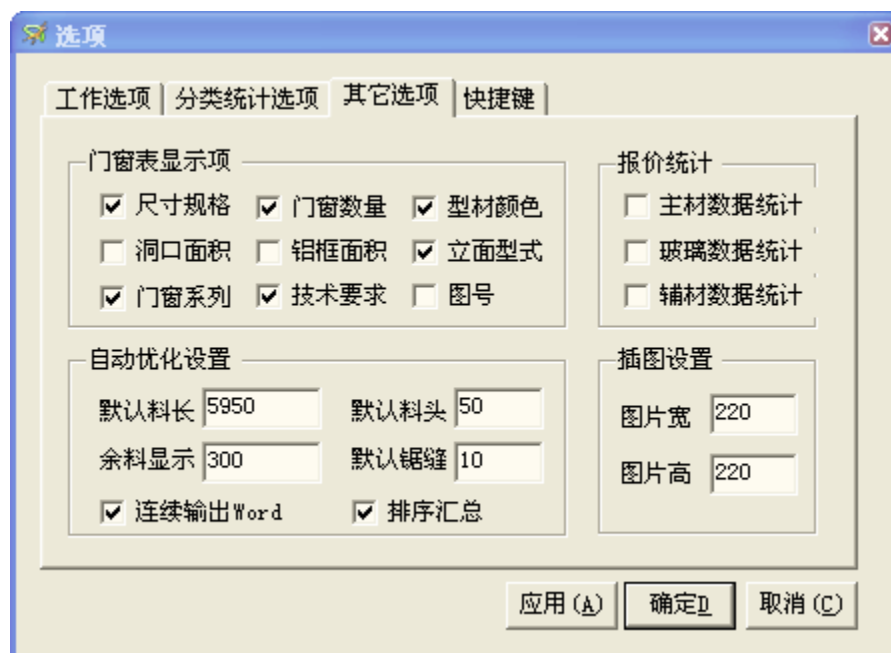 选项
工作选项 分类统计选项 其它选项 快捷键
门窗表显示项
尺寸规格 门窗数量 型材颜色
洞口面积 铝框面积 立面型式
门窗系列 技术要求 图号
报价统计
主材数据统计
玻璃数据统计
辅材数据统计
自动优化设置
默认料长 5950 默认料头 50
余料显示 300 默认锯缝 10
连续输出Word 排序汇总
插图设置
图片宽 220
图片高 220
应用(A) 确定D 取消(C)